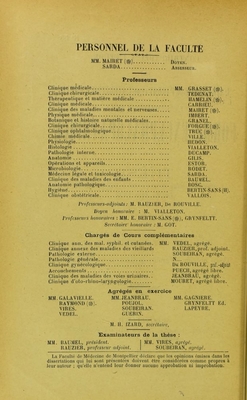 PERSONNEL DE LA FACULTÉ
MM. MAIRET (✻) ........... DOYEN.
SARDA ........... ASSESSEUR.
Professeurs
Clinique médicale ........... MM. GRASSET (✻).
Clinique chirurgicale ........... TEDENAT.
Thérapeutique et matière médicale ........... HAMELIN (✻).
Clinique médicale ........... CARRIEU.
Clinique des maladies mentales et nerveuses ........... MAIRET (✻).
Physique médicale ........... IMBERT.
Botanique et histoire naturelle médicales ........... GRANEL.
Clinique chirurgicale ........... FORGUE (✻).
Clinique ophtalmologique ........... TRUC (✻).
Chimie médicale ........... VILLE.
Physiologie ........... HEDON.
Histologie ........... VIALLETON.
Pathologie interne ........... DUCAMP.
Anatomie ........... GILIS.
Opérations et appareils ........... ESTOR.
Microbiologie ........... RODET.
Médecine légale et toxicologie ........... SARDA.
Clinique des maladies des enfants ........... BAUMEL.
Anatomie pathologique ........... BOSC.
Hygiène ........... BERTIN-SANS (H).
Clinique obstétricale ........... VALLOIS.
Professeurs-adjoints : M. RAUZIER, DE ROUVILLE.
Doyen honoraire : M. VIALLETON.
Professeurs honoraires : MM. E. BERTIN-SANS (✻), GRYNFELTT.
Secrétaire honoraire : M. GOT.
Chargés de Cours complémentaires
Clinique ann. des mal. syphil. et cutanées. MM. VEDEL, agrégé.
Clinique annexe des maladies des vieillards RAUZIER, prof. adjoint.
Pathologie externe ........... SOUBEIRAN, agrégé.
Pathologie générale ........... N...
Clinique gynécologique ........... DE ROUVILLE, prof. adjoint
Accouchements ........... PUECH, agrégé libre.
Clinique des maladies des voies urinaires ... JEANBRAU, agrégé.
Clinique d'oto-rhino-laryngologie ........... MOURET, agrégé libre.
Agrégés en exercice
MM. GALAVIELLE. MM. JEANBRAU. MM. GAGNIERE.
RAYMOND (✻). POUJOL. GRYNFELTT Ed.
VIRES. SOUBEIRAN. LAPEYRE.
VEDEL. GUERIN.
M. H. IZARD, secrétaire.
Examinateurs de la thèse :
MM. BAUMEL, président. MM. VIRES, agrégé.
RAUZIER, professeur adjoint. SOUBEIRAN, agrégé.
La Faculté de Médecine de Montpellier déclare que les opinions émises dans les
dissertations qui lui sont présentées doivent être considérées comme propres à
leur auteur ; qu'elle n'entend leur donner aucune approbation ni improbation.